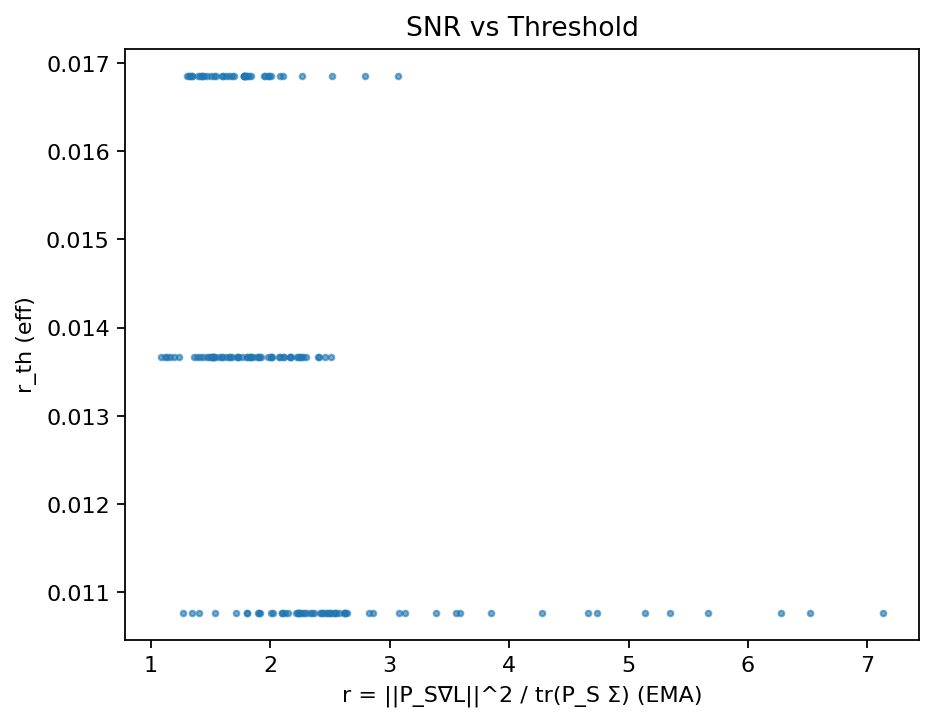 SNR vs Threshold
0.017
0.016
0.015
0.014
0.013
0.012
0.011
r_th (eff)
1 2 3 4 5 6 7
r = ||P_S∇L||^2 / tr(P_S Σ) (EMA)